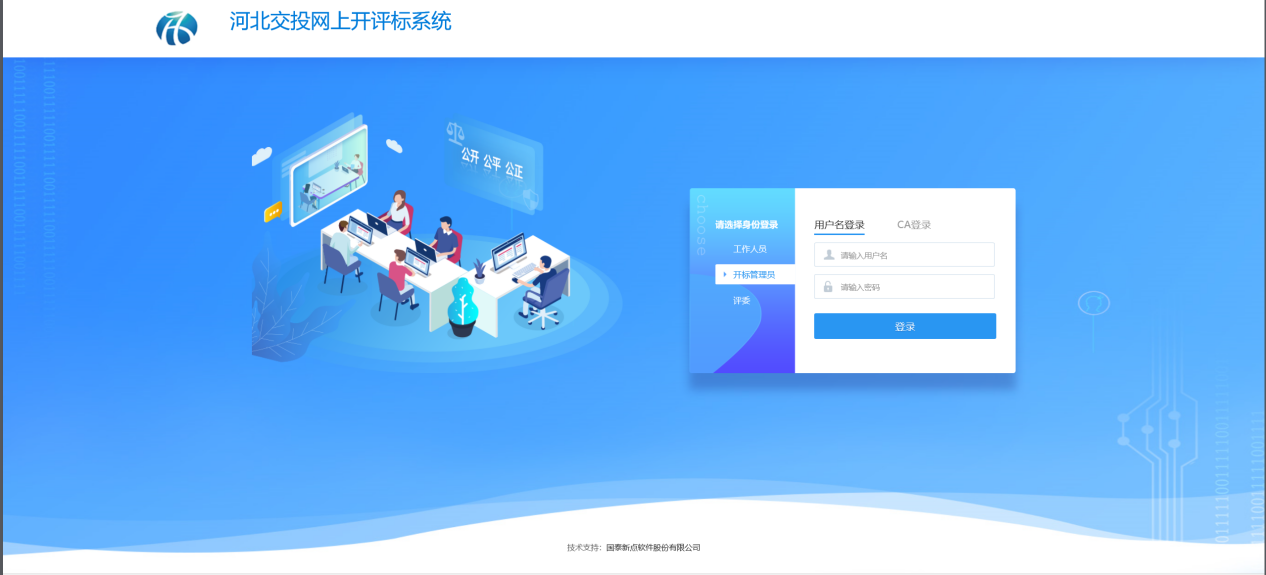 河北交投网上开评标系统
公开 公平 公正
choose
请选择身份登录
工作人员
开标管理员
评委
用户名登录 CA登录
请输入用户名
请输入密码
登录
技术支持：国泰新点软件股份有限公司